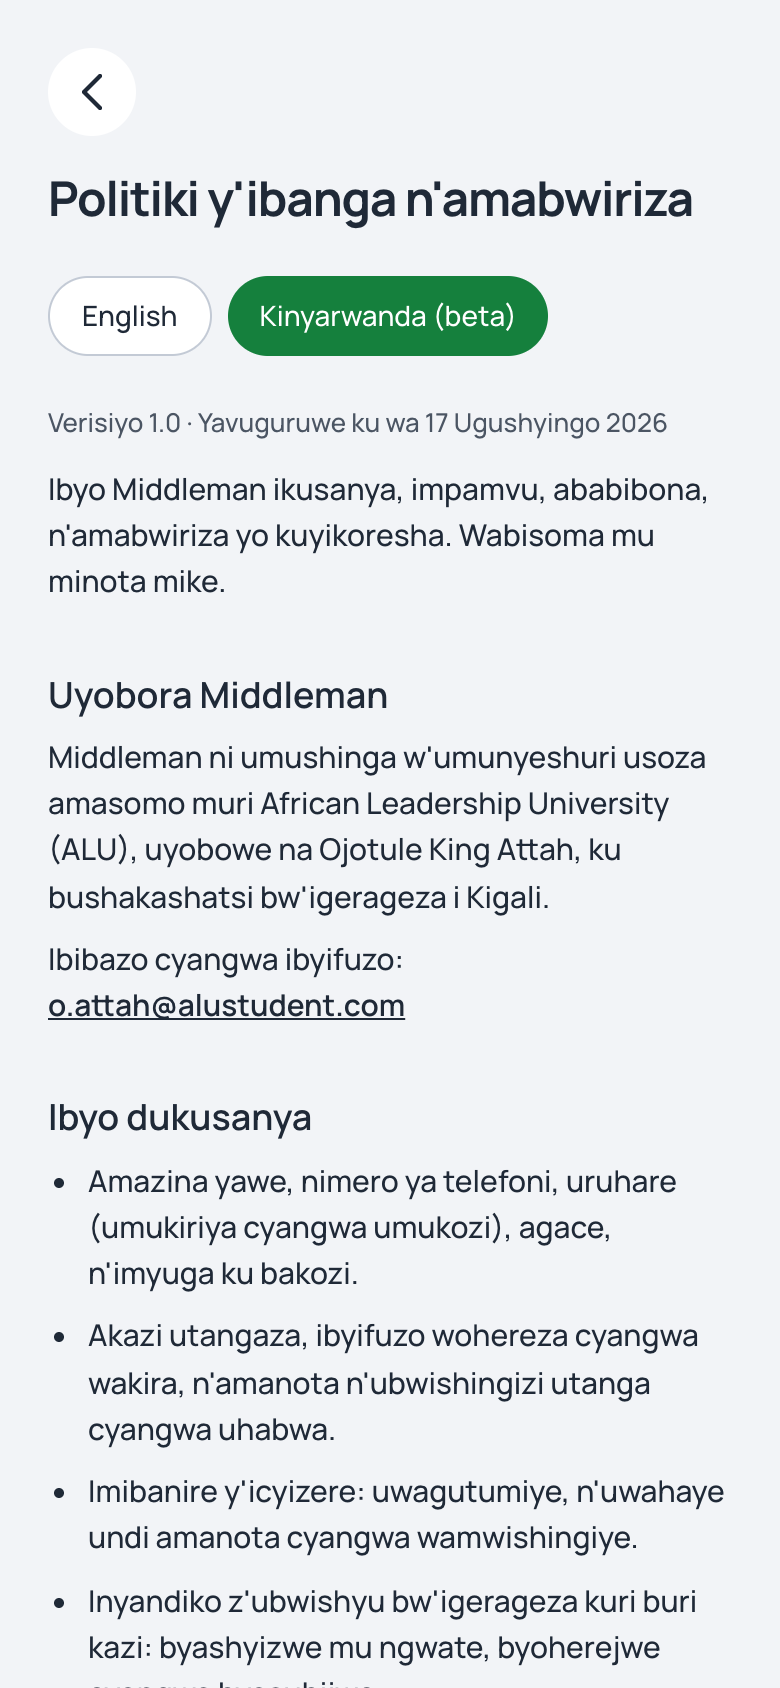 Politiki y'ibanga n'amabwiriza
English
Kinyarwanda (beta)
Verisiyo 1.0 · Yavuguruwe ku wa 17 Ugushyingo 2026
Ibyo Middleman ikusanya, impamvu, ababibona,
n'amabwiriza yo kuyikoresha. Wabisoma mu
minota mike.
Uyobora Middleman
Middleman ni umushinga w'umunyeshuri usoza
amasomo muri African Leadership University
(ALU), uyobowe na Ojotule King Attah, ku
bushakashatsi bw'igerageza i Kigali.
Ibibazo cyangwa ibyifuzo:
o.attah@alustudent.com
Ibyo dukusanya
• Amazina yawe, nimero ya telefoni, uruhare
(umukiriya cyangwa umukozi), agace,
n'imyuga ku bakozi.
• Akazi utangaza, ibyifuzo wohereza cyangwa
wakira, n'amanota n'ubwishingizi utanga
cyangwa uhabwa.
• Imibanire y'icyizere: uwagutumiye, n'uwahaye
undi amanota cyangwa wamwishingiye.
• Inyandiko z'ubwishyu bw'igerageza kuri buri
kazi: byashyizwe mu ngwate, byoherejwe